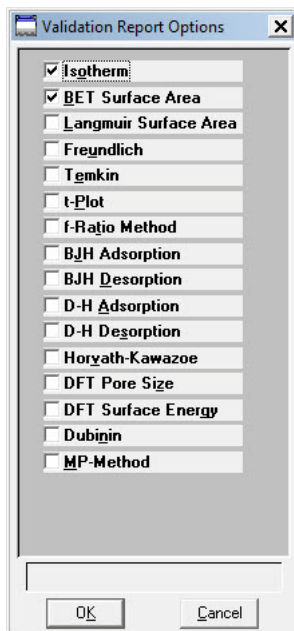 Validation Report Options
Isotherm
BET Surface Area
Langmuir Surface Area
Freundlich
Temkin
t-Plot
f-Ratio Method
BJH Adsorption
BJH Desorption
D-H Adsorption
D-H Desorption
Horvath-Kawazoe
DFT Pore Size
DFT Surface Energy
Dubinin
MP-Method
OK Cancel